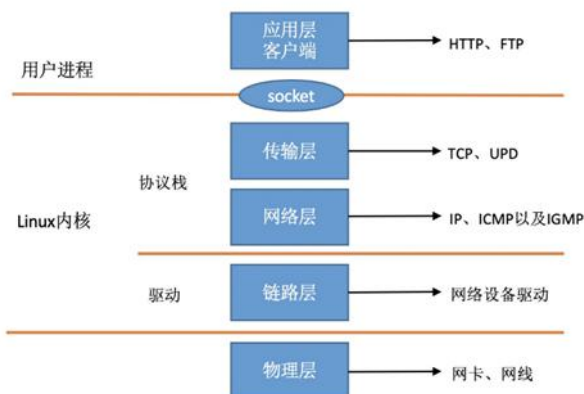 应用层
客户端
HTTP、FTP
用户进程
socket
传输层
TCP、UPD
协议栈
Linux内核
网络层
IP、ICMP以及IGMP
驱动
链路层
网络设备驱动
物理层
网卡、网线